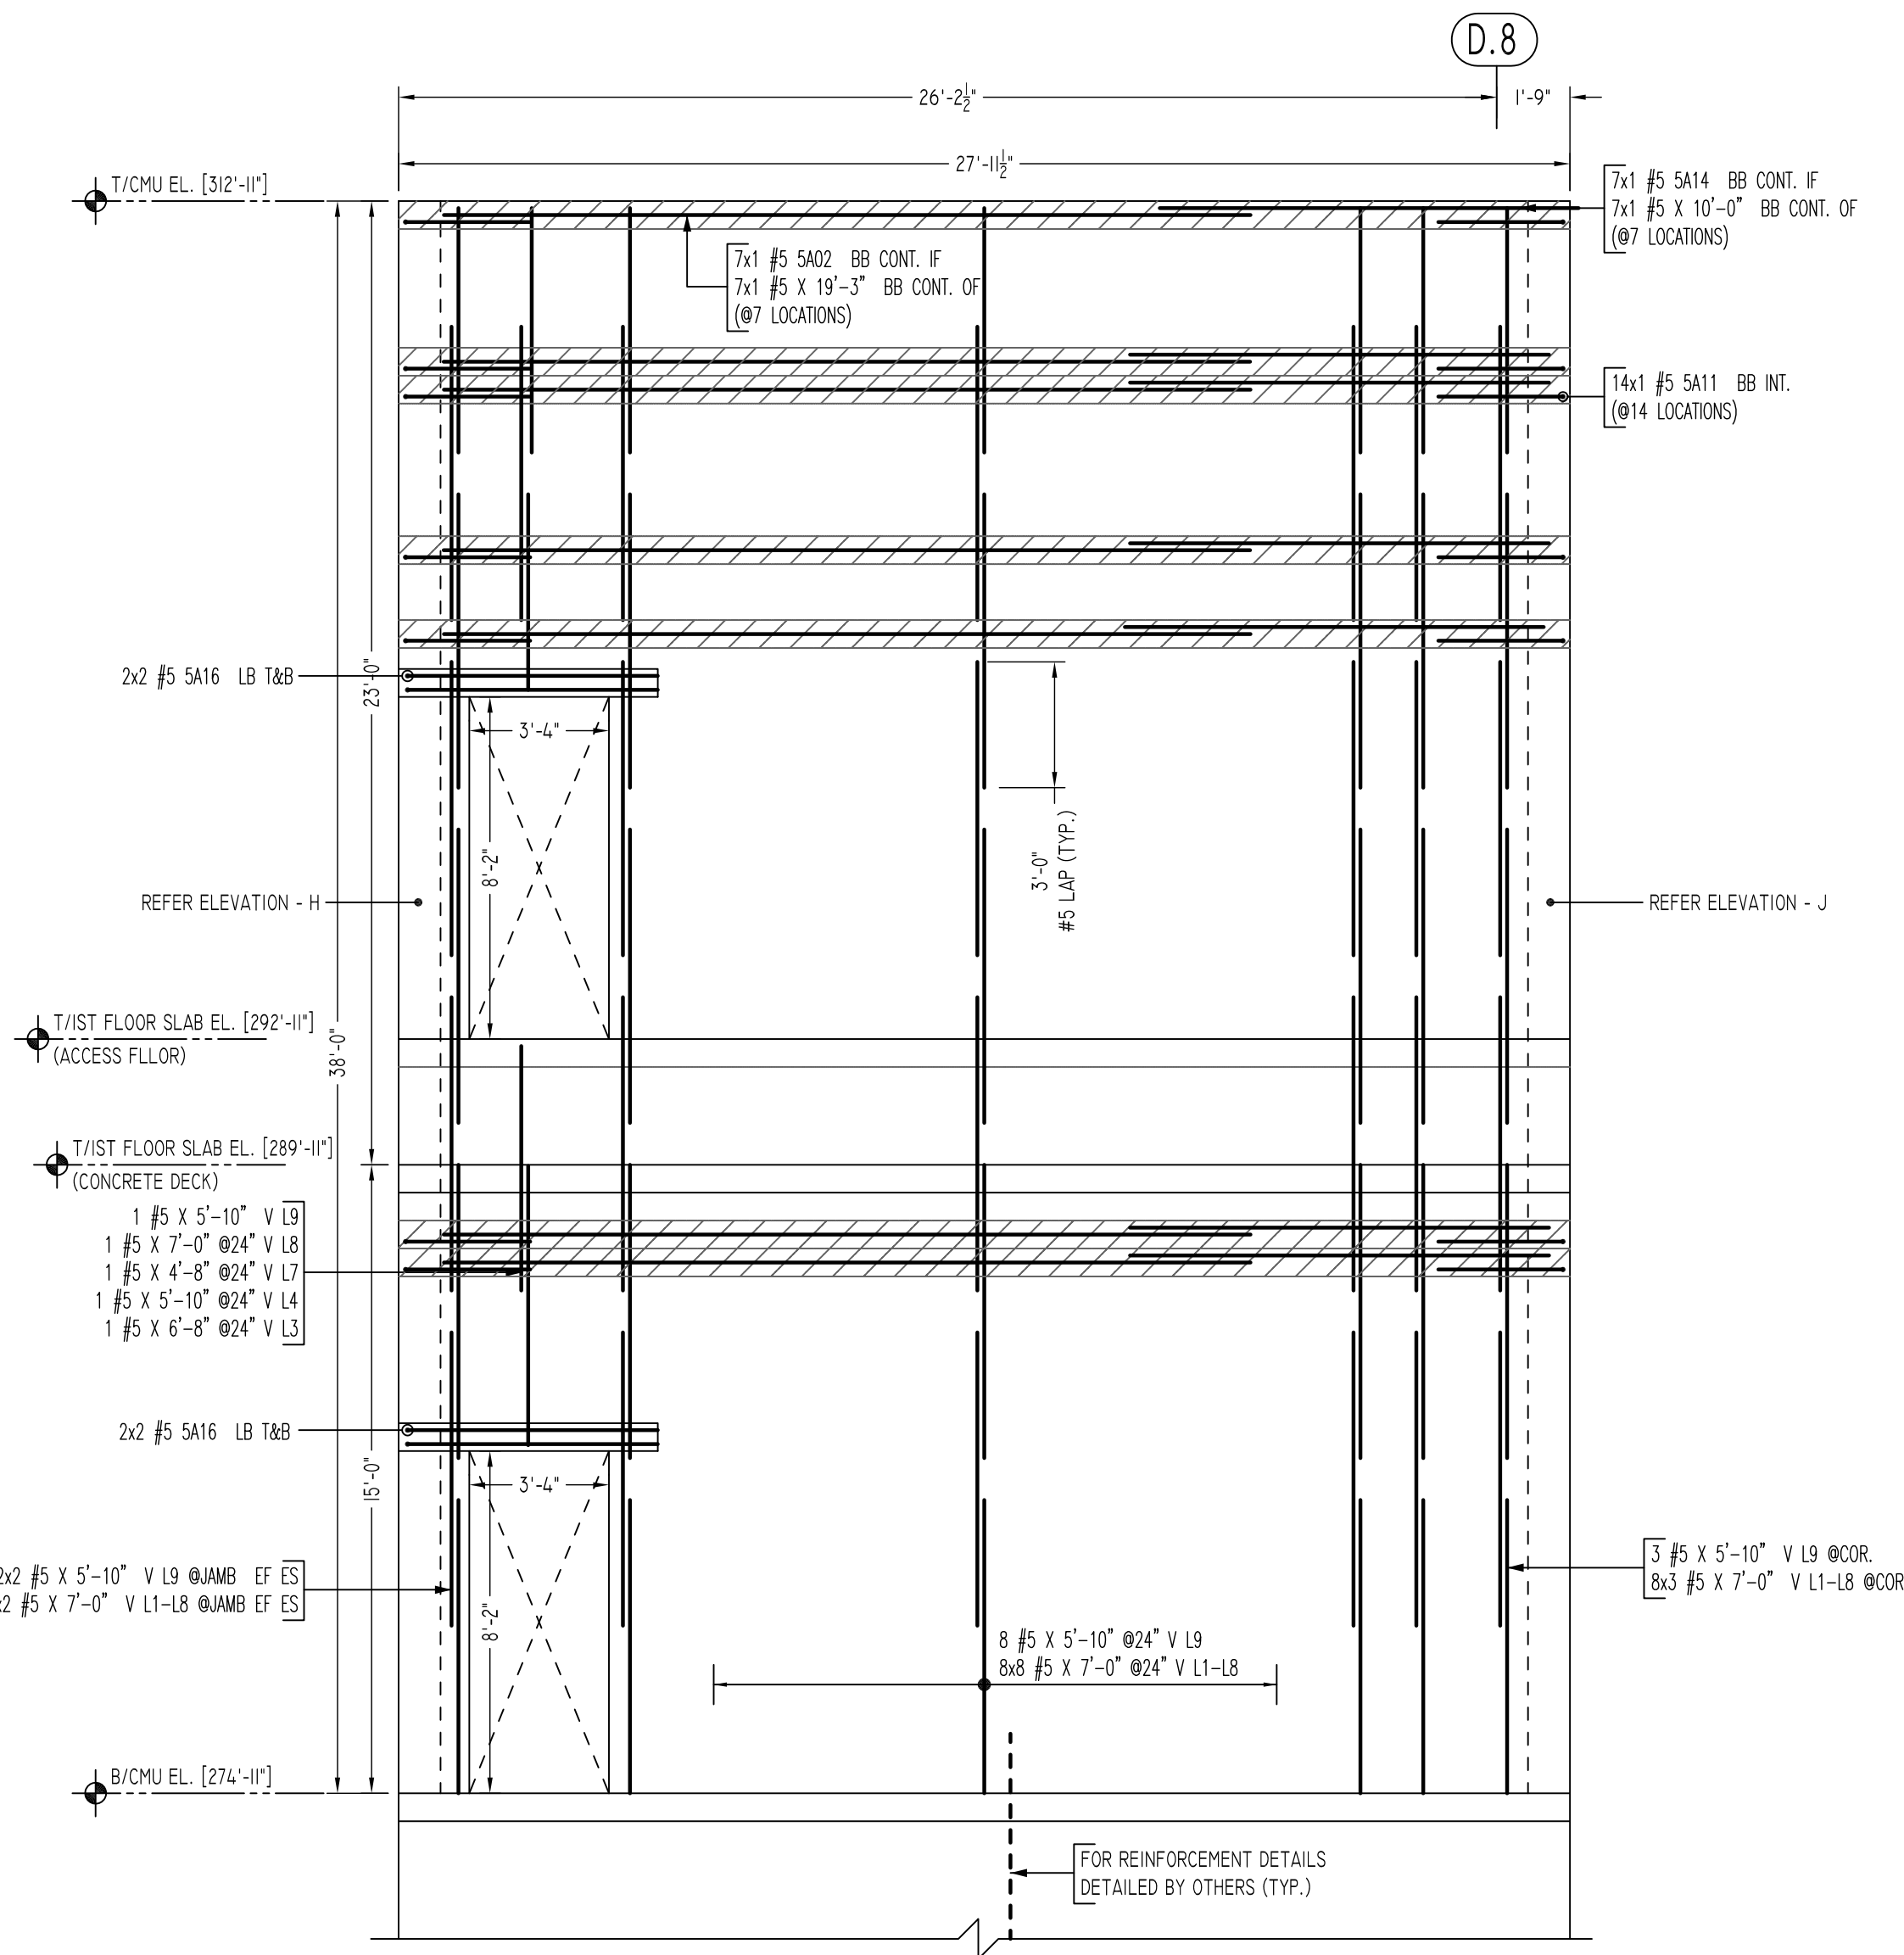 D.8
26'-2½"
1'-9"
27'-11½"
T/CMU EL. [312'-11"]
7x1 #5 5A14 BB CONT. IF
7x1 #5 X 10'-0" BB CONT. OF
(@7 LOCATIONS)
7x1 #5 5A02 BB CONT. IF
7x1 #5 X 19'-3" BB CONT. OF
(@7 LOCATIONS)
14x1 #5 5A11 BB INT.
(@14 LOCATIONS)
2x2 #5 5A16 LB T&B
23'-0"
3'-4"
8'-2"
3'-0"
#5 LAP (TYP.)
REFER ELEVATION - H
REFER ELEVATION - J
T/1ST FLOOR SLAB EL. [292'-11"]
(ACCESS FLLOR)
38'-0"
T/1ST FLOOR SLAB EL. [289'-11"]
(CONCRETE DECK)
1 #5 X 5'-10" V L9
1 #5 X 7'-0" @24" V L8
1 #5 X 4'-8" @24" V L7
1 #5 X 5'-10" @24" V L4
1 #5 X 6'-8" @24" V L3
2x2 #5 5A16 LB T&B
15'-0"
3'-4"
8'-2"
2x2 #5 X 5'-10" V L9 @JAMB EF ES
x2 #5 X 7'-0" V L1-L8 @JAMB EF ES
3 #5 X 5'-10" V L9 @COR.
8x3 #5 X 7'-0" V L1-L8 @COR
8 #5 X 5'-10" @24" V L9
8x8 #5 X 7'-0" @24" V L1-L8
B/CMU EL. [274'-11"]
FOR REINFORCEMENT DETAILS
DETAILED BY OTHERS (TYP.)